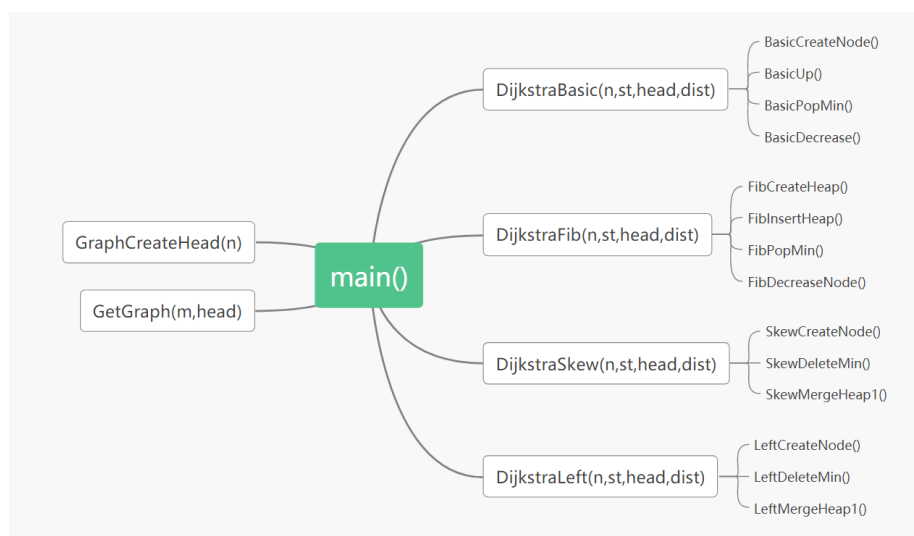 main()
GraphCreateHead(n)
GetGraph(m,head)
DijkstraBasic(n,st,head,dist)
BasicCreateNode()
BasicUp()
BasicPopMin()
BasicDecrease()
DijkstraFib(n,st,head,dist)
FibCreateHeap()
FibInsertHeap()
FibPopMin()
FibDecreaseNode()
DijkstraSkew(n,st,head,dist)
SkewCreateNode()
SkewDeleteMin()
SkewMergeHeap1()
DijkstraLeft(n,st,head,dist)
LeftCreateNode()
LeftDeleteMin()
LeftMergeHeap1()